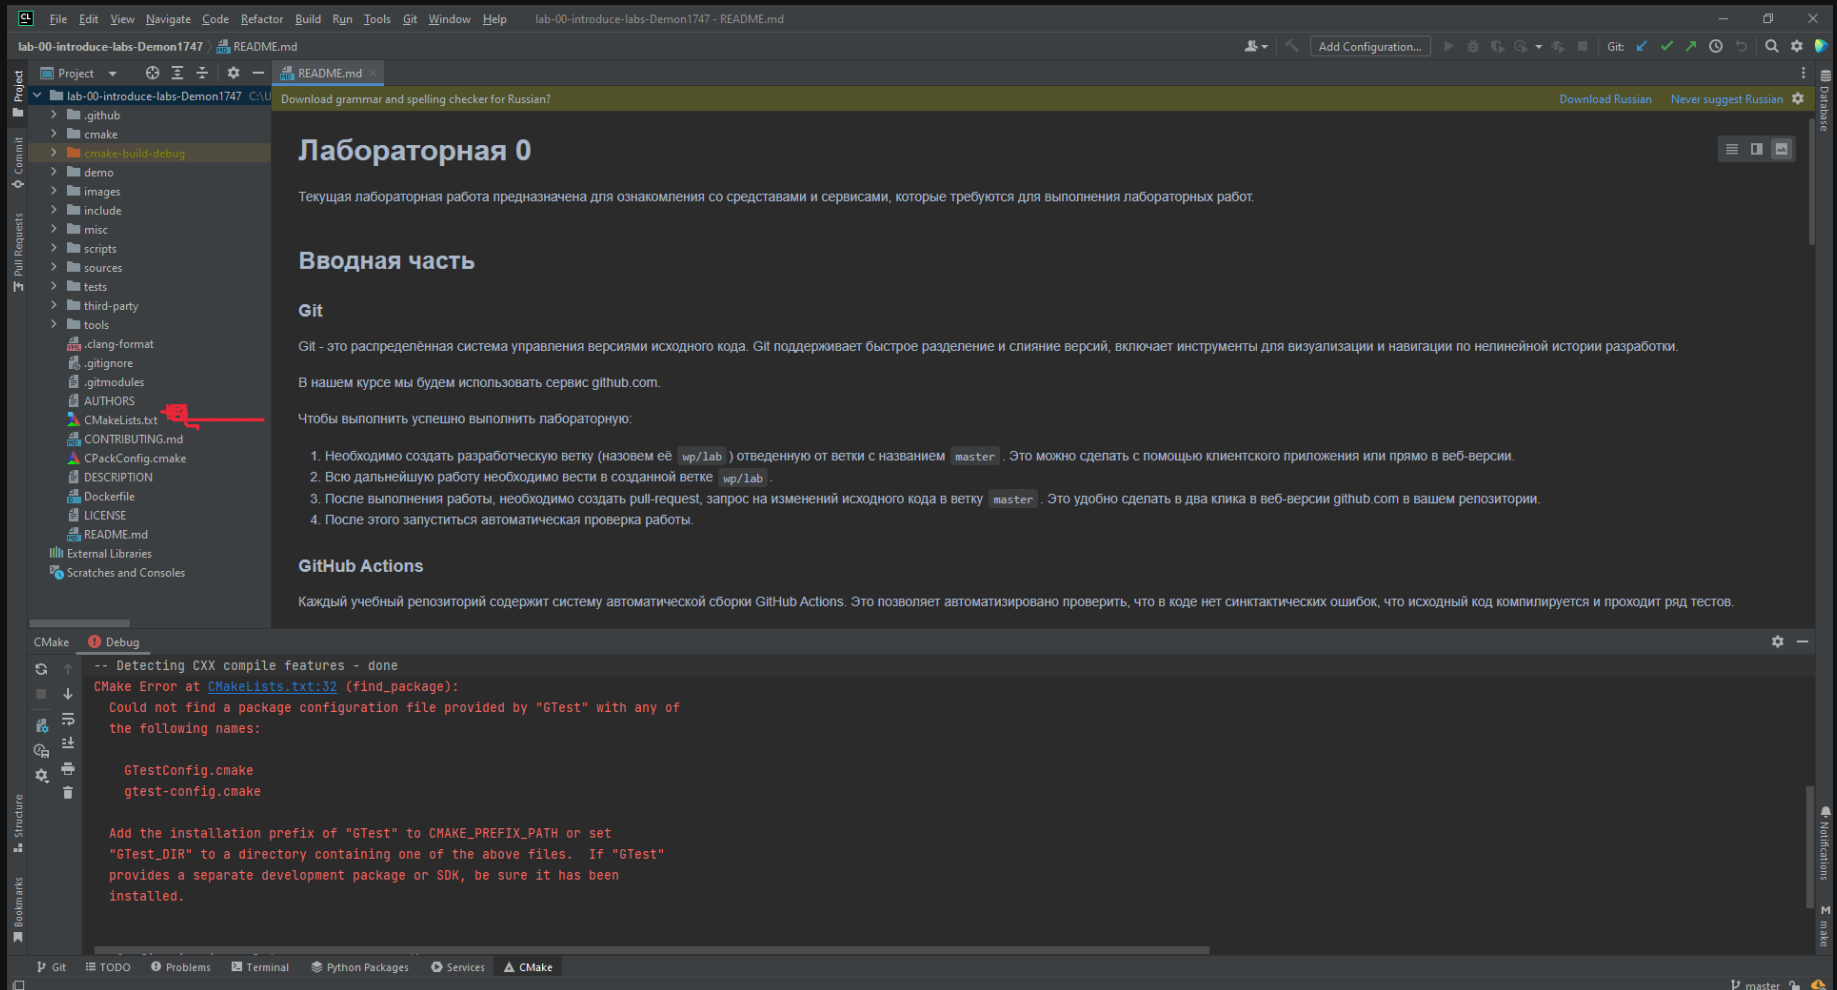 CL File Edit View Navigate Code Refactor Build Run Tools Git Window Help lab-00-introduce-labs-Demon1747 - README.md
lab-00-introduce-labs-Demon1747 README.md Add Configuration... Git:
Project README.md
Project
Commit
Pull Requests
Structure
Bookmarks
lab-00-introduce-labs-Demon1747 C:\U
.github
cmake
cmake-build-debug
demo
images
include
misc
scripts
sources
tests
third-party
tools
.clang-format
.gitignore
.gitmodules
AUTHORS
CMakeLists.txt
CONTRIBUTING.md
CPackConfig.cmake
DESCRIPTION
Dockerfile
LICENSE
README.md
External Libraries
Scratches and Consoles
Download grammar and spelling checker for Russian? Download Russian Never suggest Russian
Лабораторная 0
Текущая лабораторная работа предназначена для ознакомления со средставами и сервисами, которые требуются для выполнения лабораторных работ.
Вводная часть
Git
Git - это распределённая система управления версиями исходного кода. Git поддерживает быстрое разделение и слияние версий, включает инструменты для визуализации и навигации по нелинейной истории разработки.
В нашем курсе мы будем использовать сервис github.com.
Чтобы выполнить успешно выполнить лабораторную:
1. Необходимо создать разработческую ветку (назовем её wp/lab ) отведенную от ветки с названием master . Это можно сделать с помощью клиентского приложения или прямо в веб-версии.
2. Всю дальнейшую работу необходимо вести в созданной ветке wp/lab .
3. После выполнения работы, необходимо создать pull-request, запрос на изменений исходного кода в ветку master . Это удобно сделать в два клика в веб-версии github.com в вашем репозитории.
4. После этого запуститься автоматическая проверка работы.
GitHub Actions
Каждый учебный репозиторий содержит систему автоматической сборки GitHub Actions. Это позволяет автоматизировано проверить, что в коде нет синктактических ошибок, что исходный код компилируется и проходит ряд тестов.
Database
Notifications
make
CMake Debug
-- Detecting CXX compile features - done
CMake Error at CMakeLists.txt:32 (find_package):
Could not find a package configuration file provided by "GTest" with any of
the following names:
GTestConfig.cmake
gtest-config.cmake
Add the installation prefix of "GTest" to CMAKE_PREFIX_PATH or set
"GTest_DIR" to a directory containing one of the above files. If "GTest"
provides a separate development package or SDK, be sure it has been
installed.
Git TODO Problems Terminal Python Packages Services CMake
master